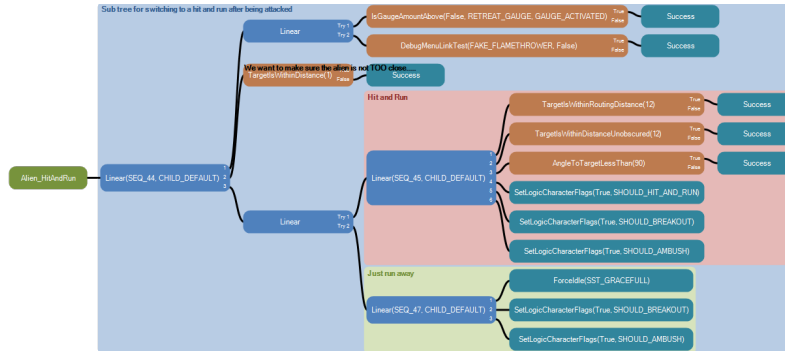 Sub tree for switching to a hit and run after being attacked
Linear
Try 1
Try 2
IsGaugeAmountAbove(False, RETREAT_GAUGE, GAUGE_ACTIVATED)
True
False
Success
DebugMenuLinkTest(FAKE_FLAMETHROWER, False)
True
False
Success
We want to make sure the alien is not TOO close.....
TargetIsWithinDistance(1)
True
False
Success
Hit and Run
TargetIsWithinRoutingDistance(12)
True
False
Success
TargetIsWithinDistanceUnobscured(12)
True
False
Success
Alien_HitAndRun
Linear(SEQ_44, CHILD_DEFAULT)
1
2
3
Linear(SEQ_45, CHILD_DEFAULT)
1
2
3
4
5
6
AngleToTargetLessThan(90)
True
False
Success
SetLogicCharacterFlags(True, SHOULD_HIT_AND_RUN)
Linear
Try 1
Try 2
SetLogicCharacterFlags(True, SHOULD_BREAKOUT)
SetLogicCharacterFlags(True, SHOULD_AMBUSH)
Just run away
ForceIdle(SST_GRACEFULL)
Linear(SEQ_47, CHILD_DEFAULT)
1
2
3
SetLogicCharacterFlags(True, SHOULD_BREAKOUT)
SetLogicCharacterFlags(True, SHOULD_AMBUSH)